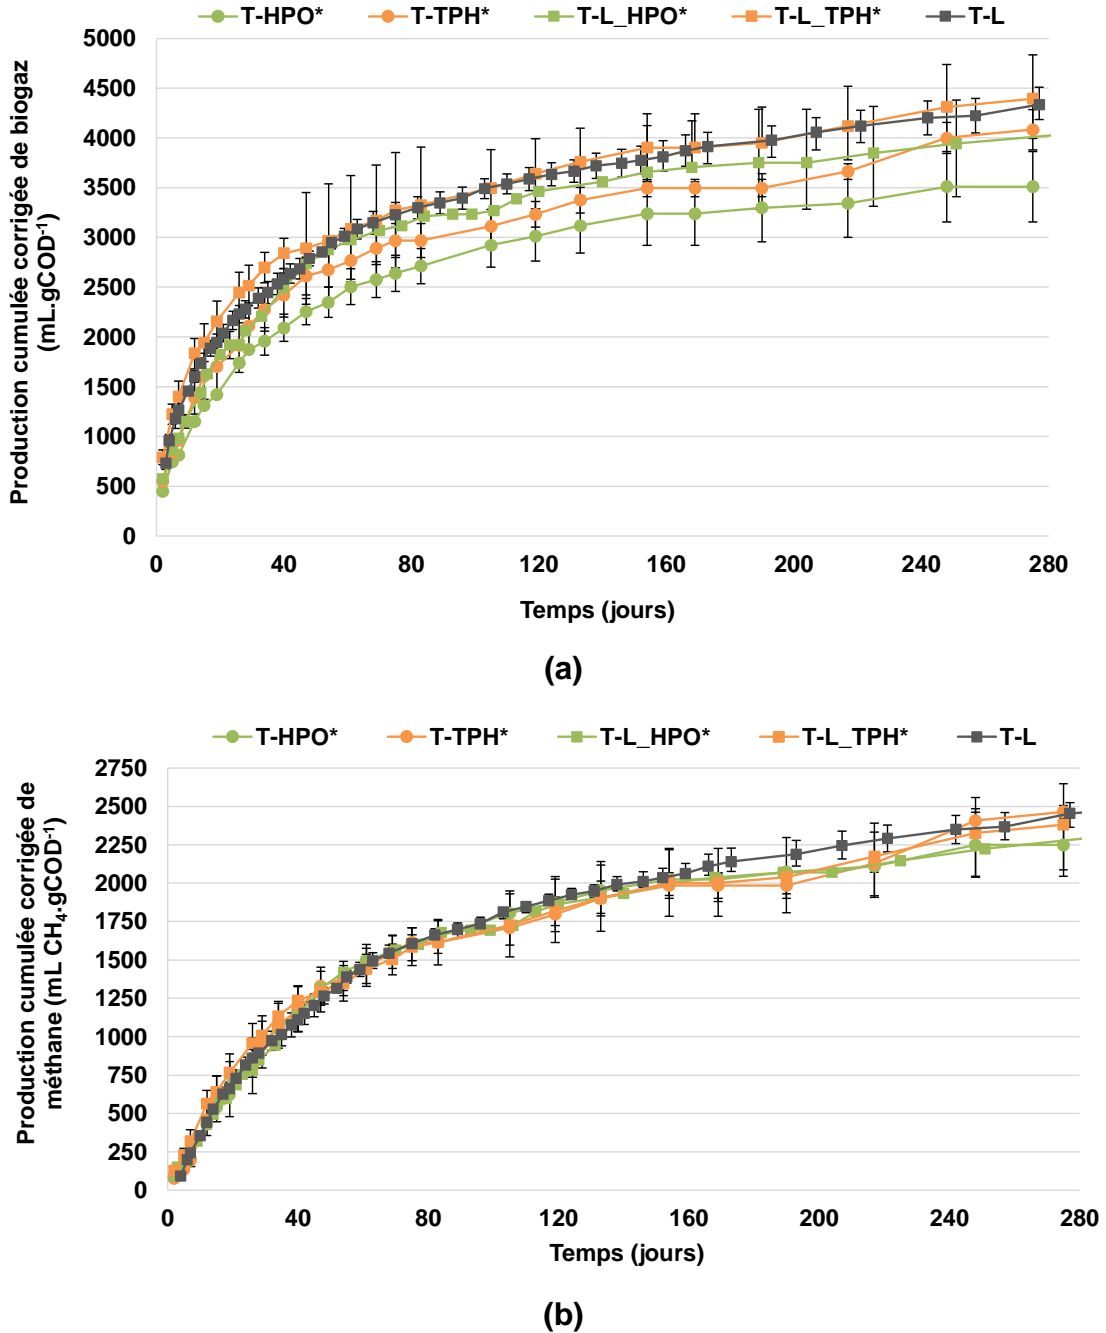 T-HPO* T-TPH* T-L_HPO* T-L_TPH* T-L
5000
4500
4000
3500
3000
2500
2000
1500
1000
500
0
0 40 80 120 160 200 240 280
Production cumulée corrigée de biogaz
(mL.gCOD-1)
Temps (jours)
(a)
T-HPO* T-TPH* T-L_HPO* T-L_TPH* T-L
2750
2500
2250
2000
1750
1500
1250
1000
750
500
250
0
0 40 80 120 160 200 240 280
Production cumulée corrigée de
méthane (mL CH4.gCOD-1)
Temps (jours)
(b)